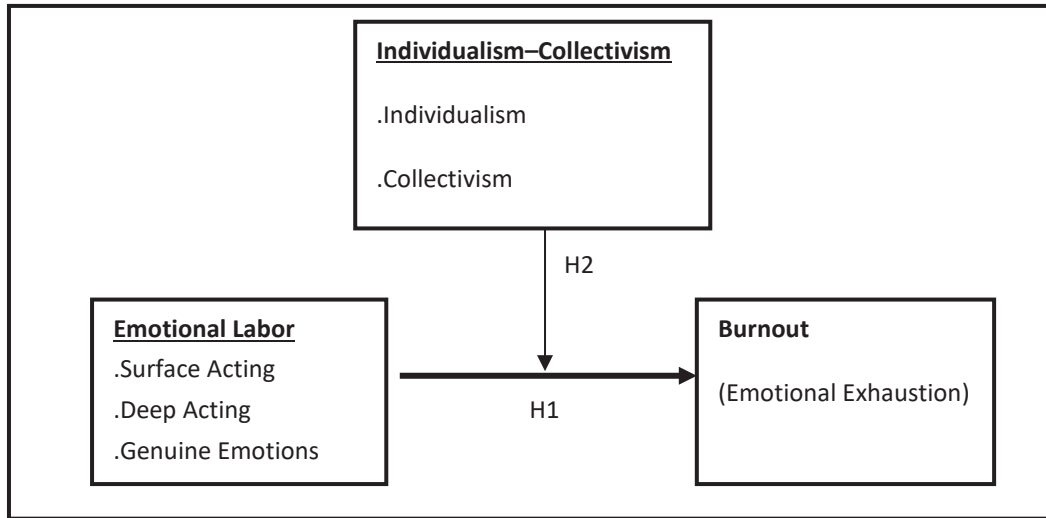 Individualism–Collectivism
.Individualism
.Collectivism
H2
Emotional Labor
.Surface Acting
.Deep Acting
.Genuine Emotions
H1
Burnout
(Emotional Exhaustion)